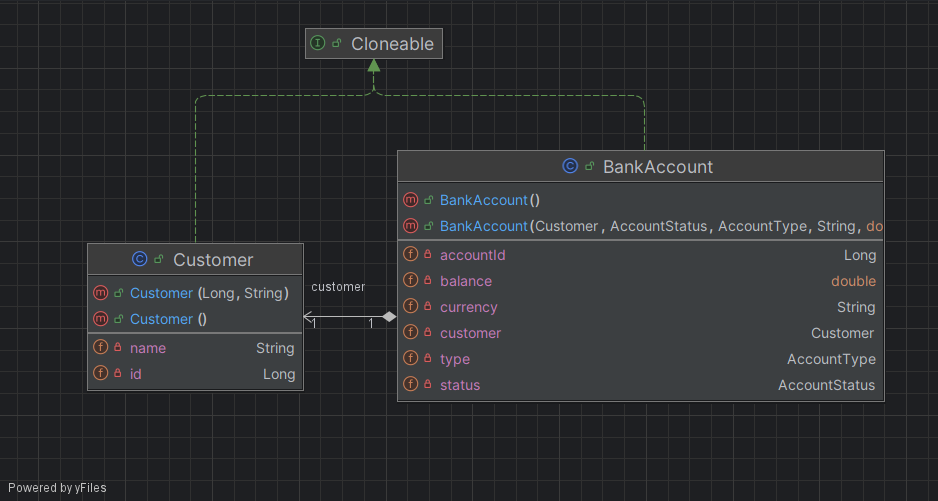 Cloneable
BankAccount
BankAccount()
BankAccount(Customer, AccountStatus, AccountType, String, do
accountId Long
balance double
currency String
customer Customer
type AccountType
status AccountStatus
Customer
Customer (Long, String)
Customer ()
name String
id Long
customer
1 1
Powered by yFiles